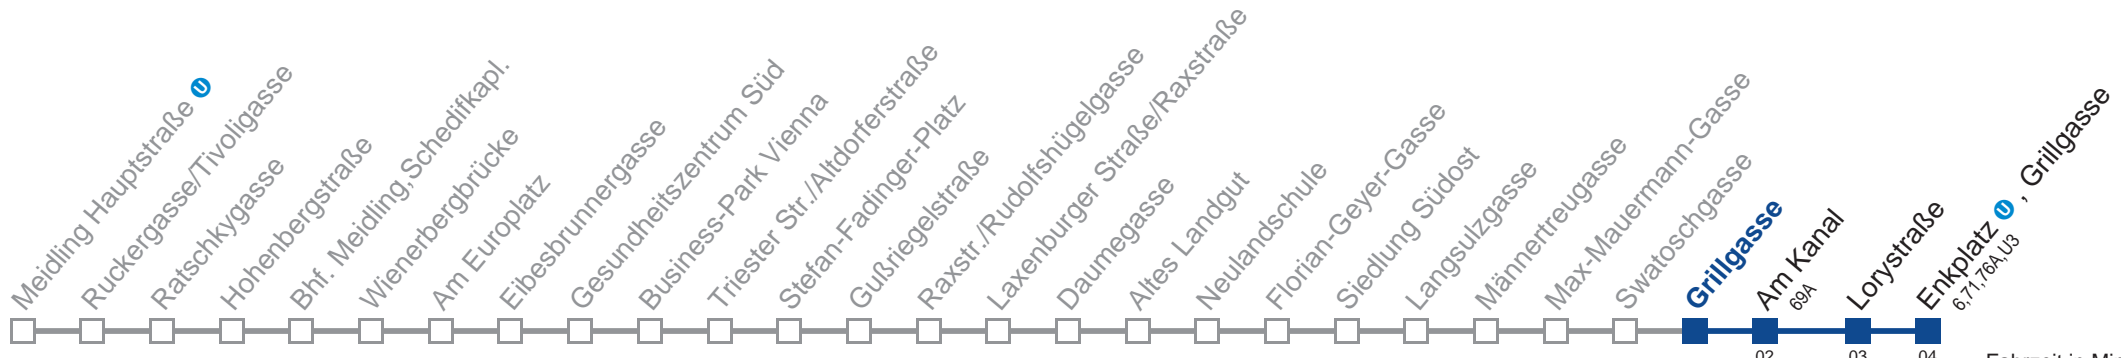 Meidling Hauptstraße U
Ruckergasse/Tivoligasse
Ratschkygasse
Hohenbergstraße
Bhf. Meidling,Schedifkapl.
Wienerbergbrücke
Am Europlatz
Eibesbrunnergasse
Gesundheitszentrum Süd
Business-Park Vienna
Triester Str./Altdorferstraße
Stefan-Fadinger-Platz
Gußriegelstraße
Raxstr./Rudolfshügelgasse
Laxenburger Straße/Raxstraße
Daumegasse
Altes Landgut
Neulandschule
Florian-Geyer-Gasse
Siedlung Südost
Langsulzgasse
Männertreugasse
Max-Mauermann-Gasse
Swatoschgasse
Grillgasse
Am Kanal
69A
Lorystraße
Enkplatz U , Grillgasse
6,71,76A,U3
02 03 04